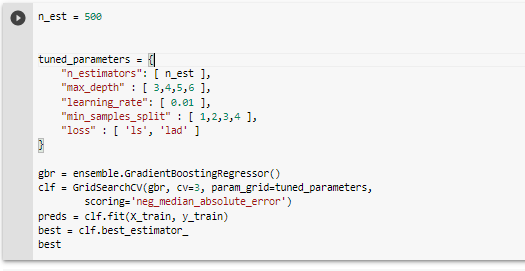 n_est = 500
tuned_parameters = {
"n_estimators": [ n_est ],
"max_depth" : [ 3,4,5,6 ],
"learning_rate": [ 0.01 ],
"min_samples_split" : [ 1,2,3,4 ],
"loss" : [ 'ls', 'lad' ]
}
gbr = ensemble.GradientBoostingRegressor()
clf = GridSearchCV(gbr, cv=3, param_grid=tuned_parameters,
scoring='neg_median_absolute_error')
preds = clf.fit(X_train, y_train)
best = clf.best_estimator_
best